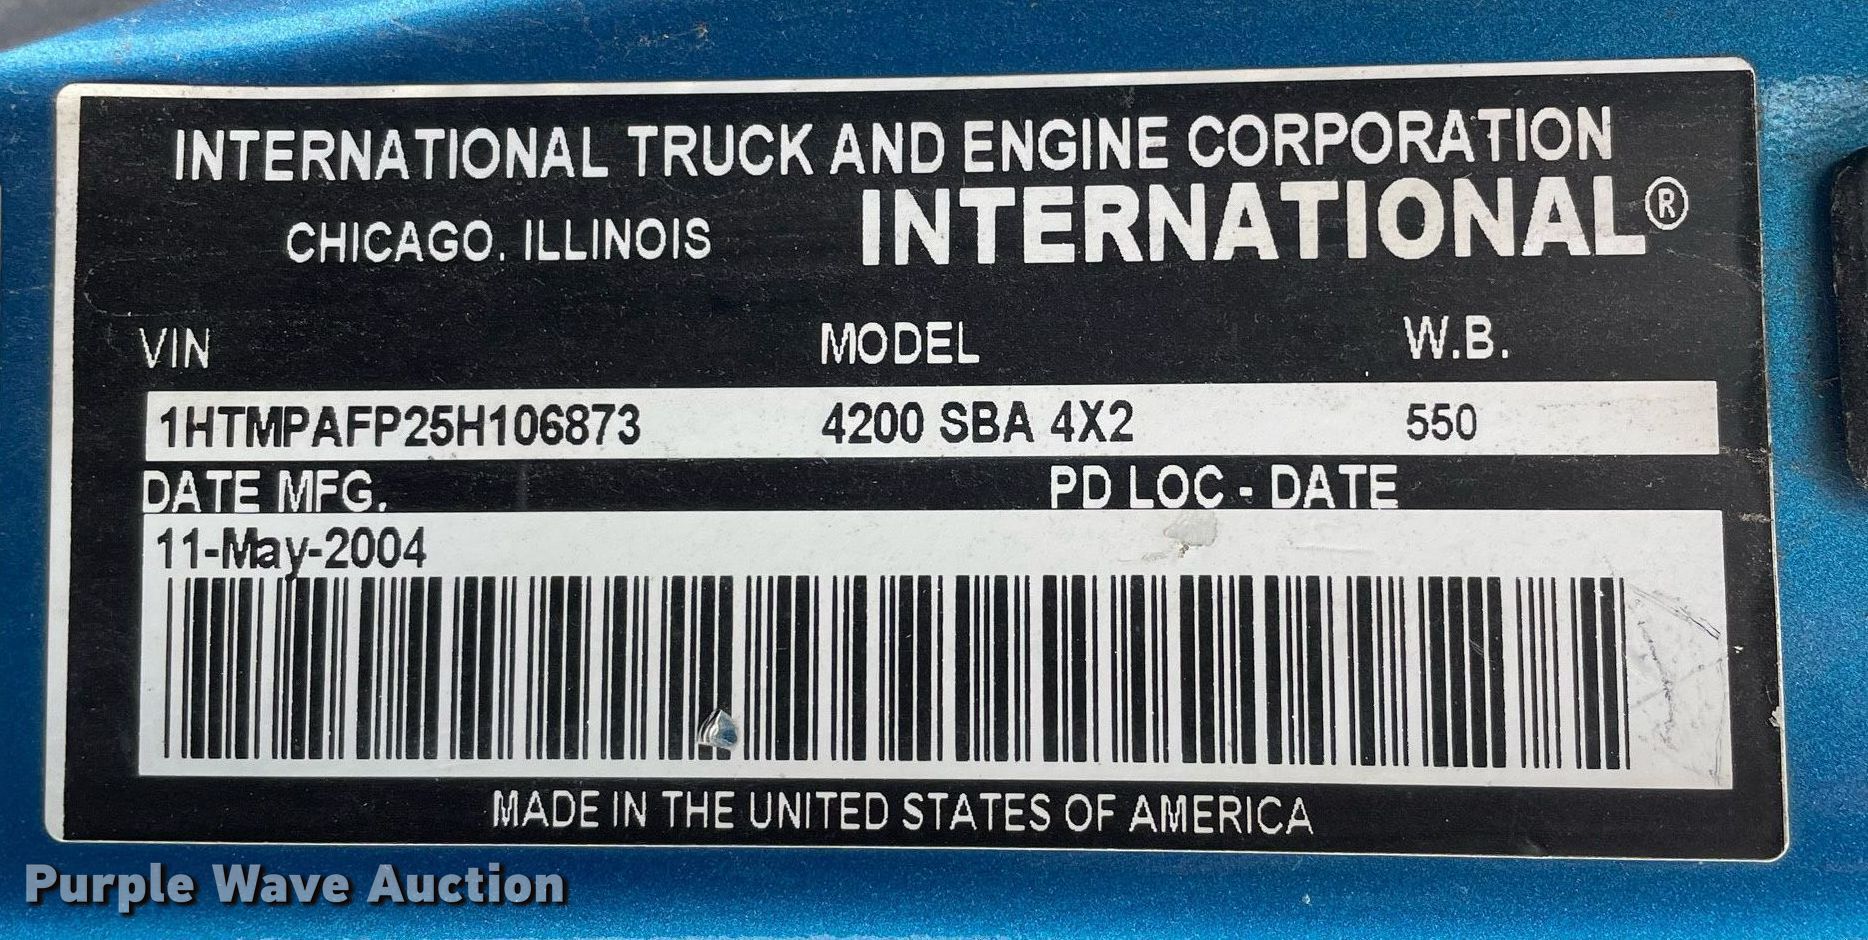 INTERNATIONAL TRUCK AND ENGINE CORPORATION
CHICAGO, ILLINOIS INTERNATIONAL®
VIN MODEL W.B.
1HTMPAFP25H106873 4200 SBA 4X2 550
DATE MFG. PD LOC - DATE
11-May-2004
MADE IN THE UNITED STATES OF AMERICA
Purple Wave Auction